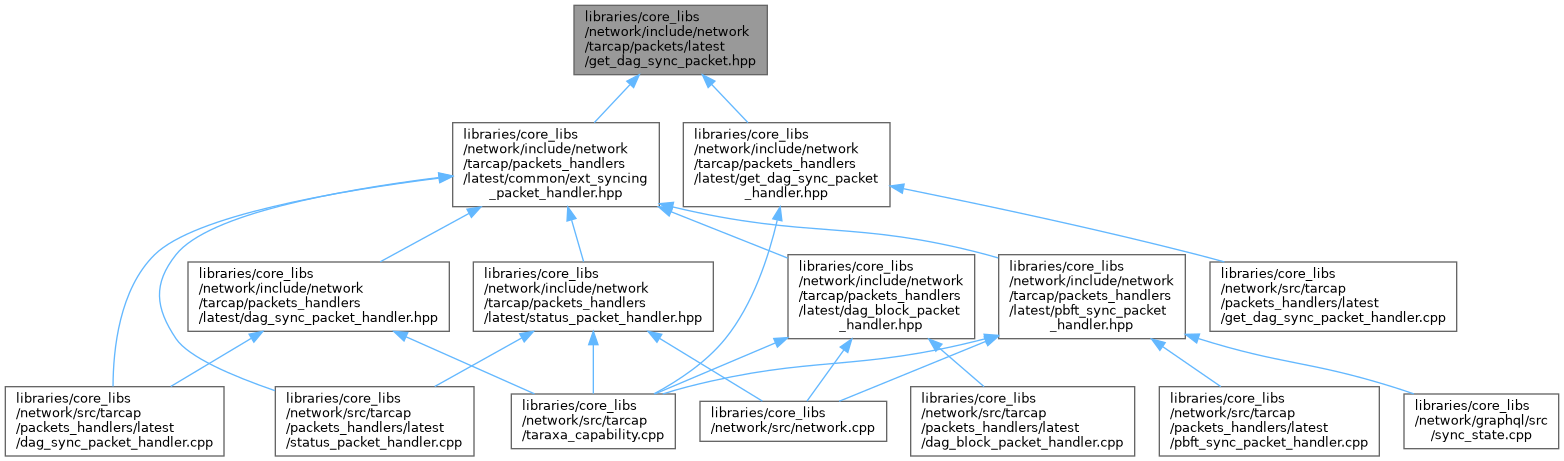 libraries/core_libs
/network/include/network
/tarcap/packets/latest
/get_dag_sync_packet.hpp
libraries/core_libs
/network/include/network
/tarcap/packets_handlers
/latest/common/ext_syncing
_packet_handler.hpp
libraries/core_libs
/network/include/network
/tarcap/packets_handlers
/latest/get_dag_sync_packet
_handler.hpp
libraries/core_libs
/network/include/network
/tarcap/packets_handlers
/latest/dag_sync_packet_handler.hpp
libraries/core_libs
/network/include/network
/tarcap/packets_handlers
/latest/status_packet_handler.hpp
libraries/core_libs
/network/include/network
/tarcap/packets_handlers
/latest/dag_block_packet
_handler.hpp
libraries/core_libs
/network/include/network
/tarcap/packets_handlers
/latest/pbft_sync_packet
_handler.hpp
libraries/core_libs
/network/src/tarcap
/packets_handlers/latest
/get_dag_sync_packet_handler.cpp
libraries/core_libs
/network/src/tarcap
/packets_handlers/latest
/dag_sync_packet_handler.cpp
libraries/core_libs
/network/src/tarcap
/packets_handlers/latest
/status_packet_handler.cpp
libraries/core_libs
/network/src/tarcap
/taraxa_capability.cpp
libraries/core_libs
/network/src/network.cpp
libraries/core_libs
/network/src/tarcap
/packets_handlers/latest
/dag_block_packet_handler.cpp
libraries/core_libs
/network/src/tarcap
/packets_handlers/latest
/pbft_sync_packet_handler.cpp
libraries/core_libs
/network/graphql/src
/sync_state.cpp